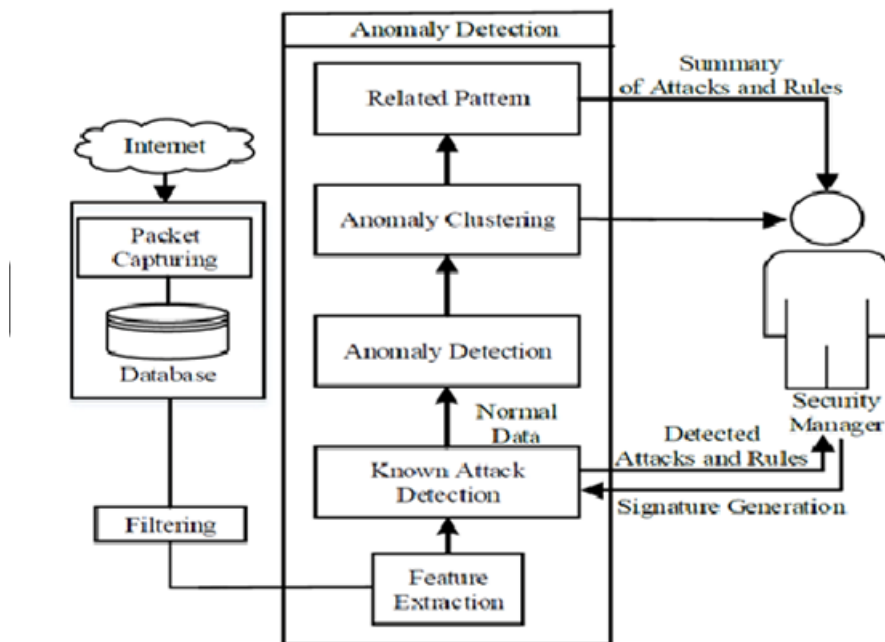 Anomaly Detection
Related Pattern
Summary
of Attacks and Rules
Internet
Anomaly Clustering
Packet
Capturing
Database
Anomaly Detection
Normal
Data
Security
Manager
Detected
Attacks and Rules
Known Attack
Detection
Signature Generation
Filtering
Feature
Extraction